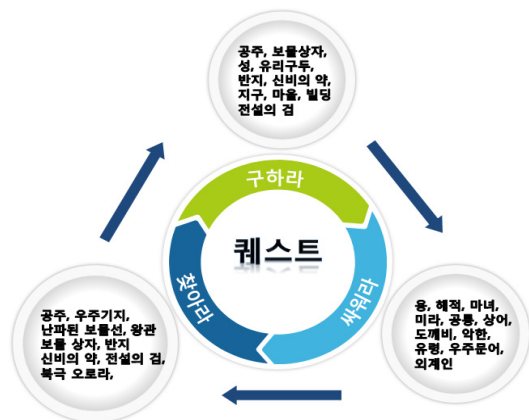 공주, 보물상자,
성, 유리구두,
반지, 신비의 약,
지구, 마을, 빌딩
전설의 검
구하라
퀘스트
찾아라
싸워라
공주, 우주기지,
난파된 보물선, 왕관
보물 상자, 반지
신비의 약, 전설의 검,
북극 오로라,
용, 해적, 마녀,
미라, 공룡, 상어,
도깨비, 악한,
유령, 우주문어,
외계인